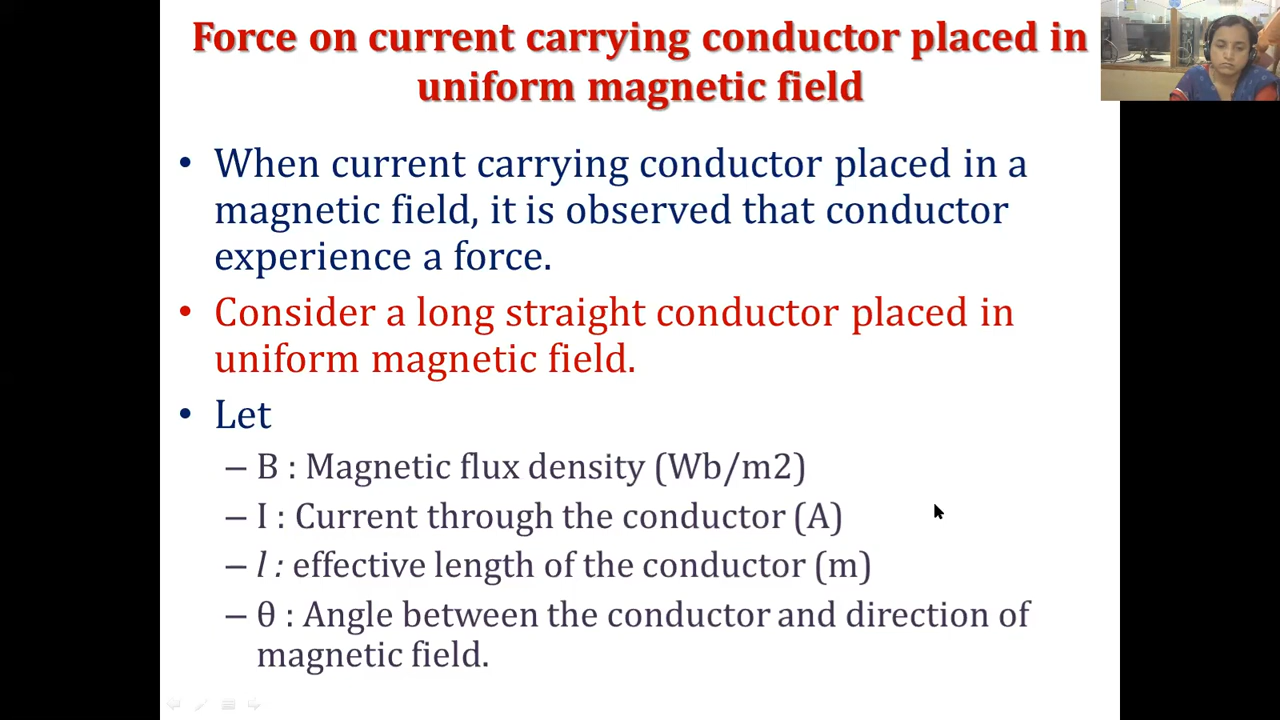 Force on current carrying conductor placed in
uniform magnetic field
• When current carrying conductor placed in a
magnetic field, it is observed that conductor
experience a force.
• Consider a long straight conductor placed in
uniform magnetic field.
• Let
– B : Magnetic flux density (Wb/m2)
– I : Current through the conductor (A)
– l : effective length of the conductor (m)
– θ : Angle between the conductor and direction of
magnetic field.